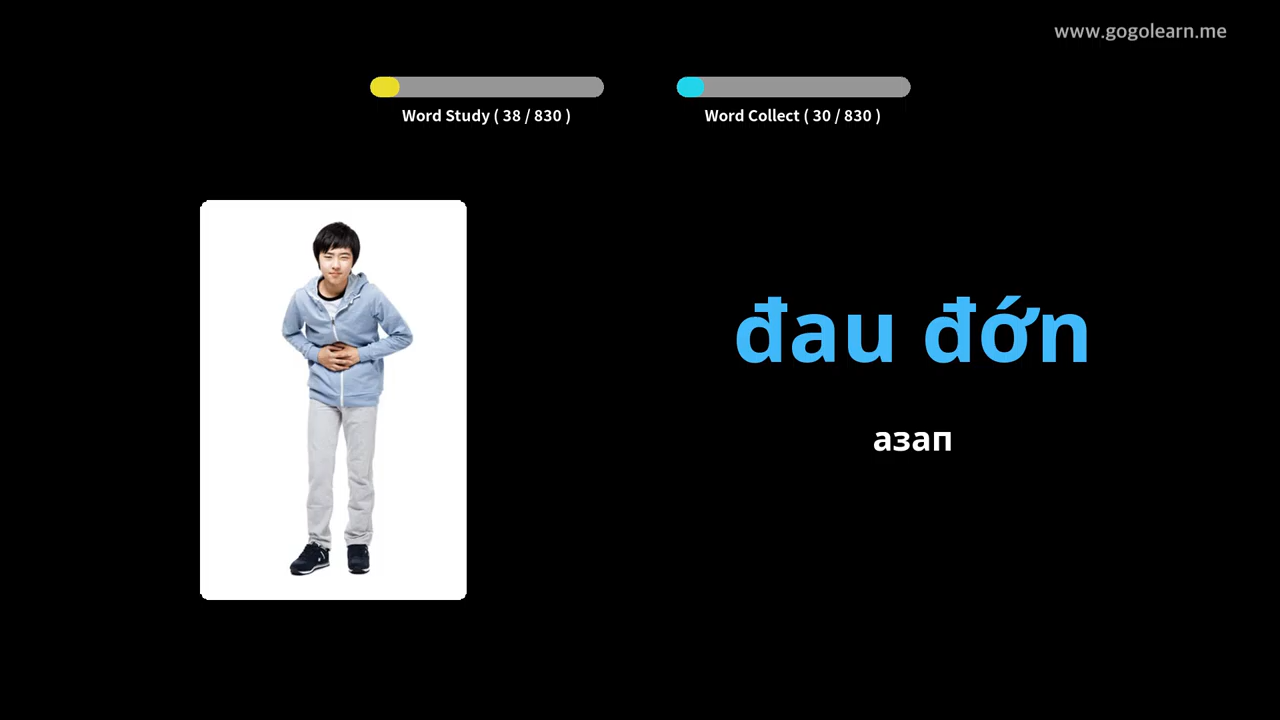 www.gogolearn.me
Word Study ( 38 / 830 )
Word Collect ( 30 / 830 )
đau đớn
азап